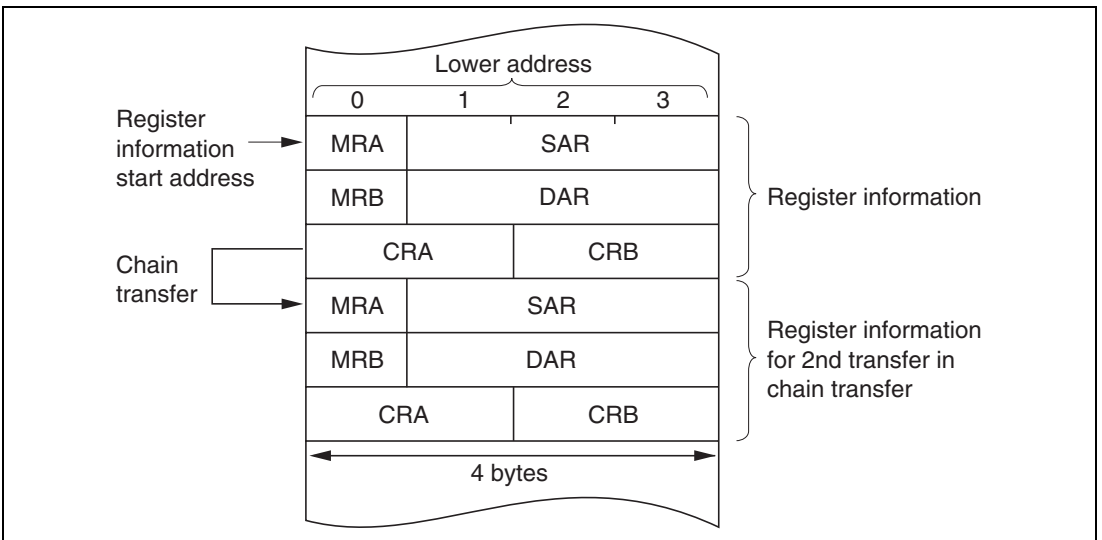 Lower address
0 1 2 3
Register
information
start address
MRA SAR
MRB DAR
CRA CRB
Register information
Chain
transfer
MRA SAR
MRB DAR
CRA CRB
Register information
for 2nd transfer in
chain transfer
4 bytes